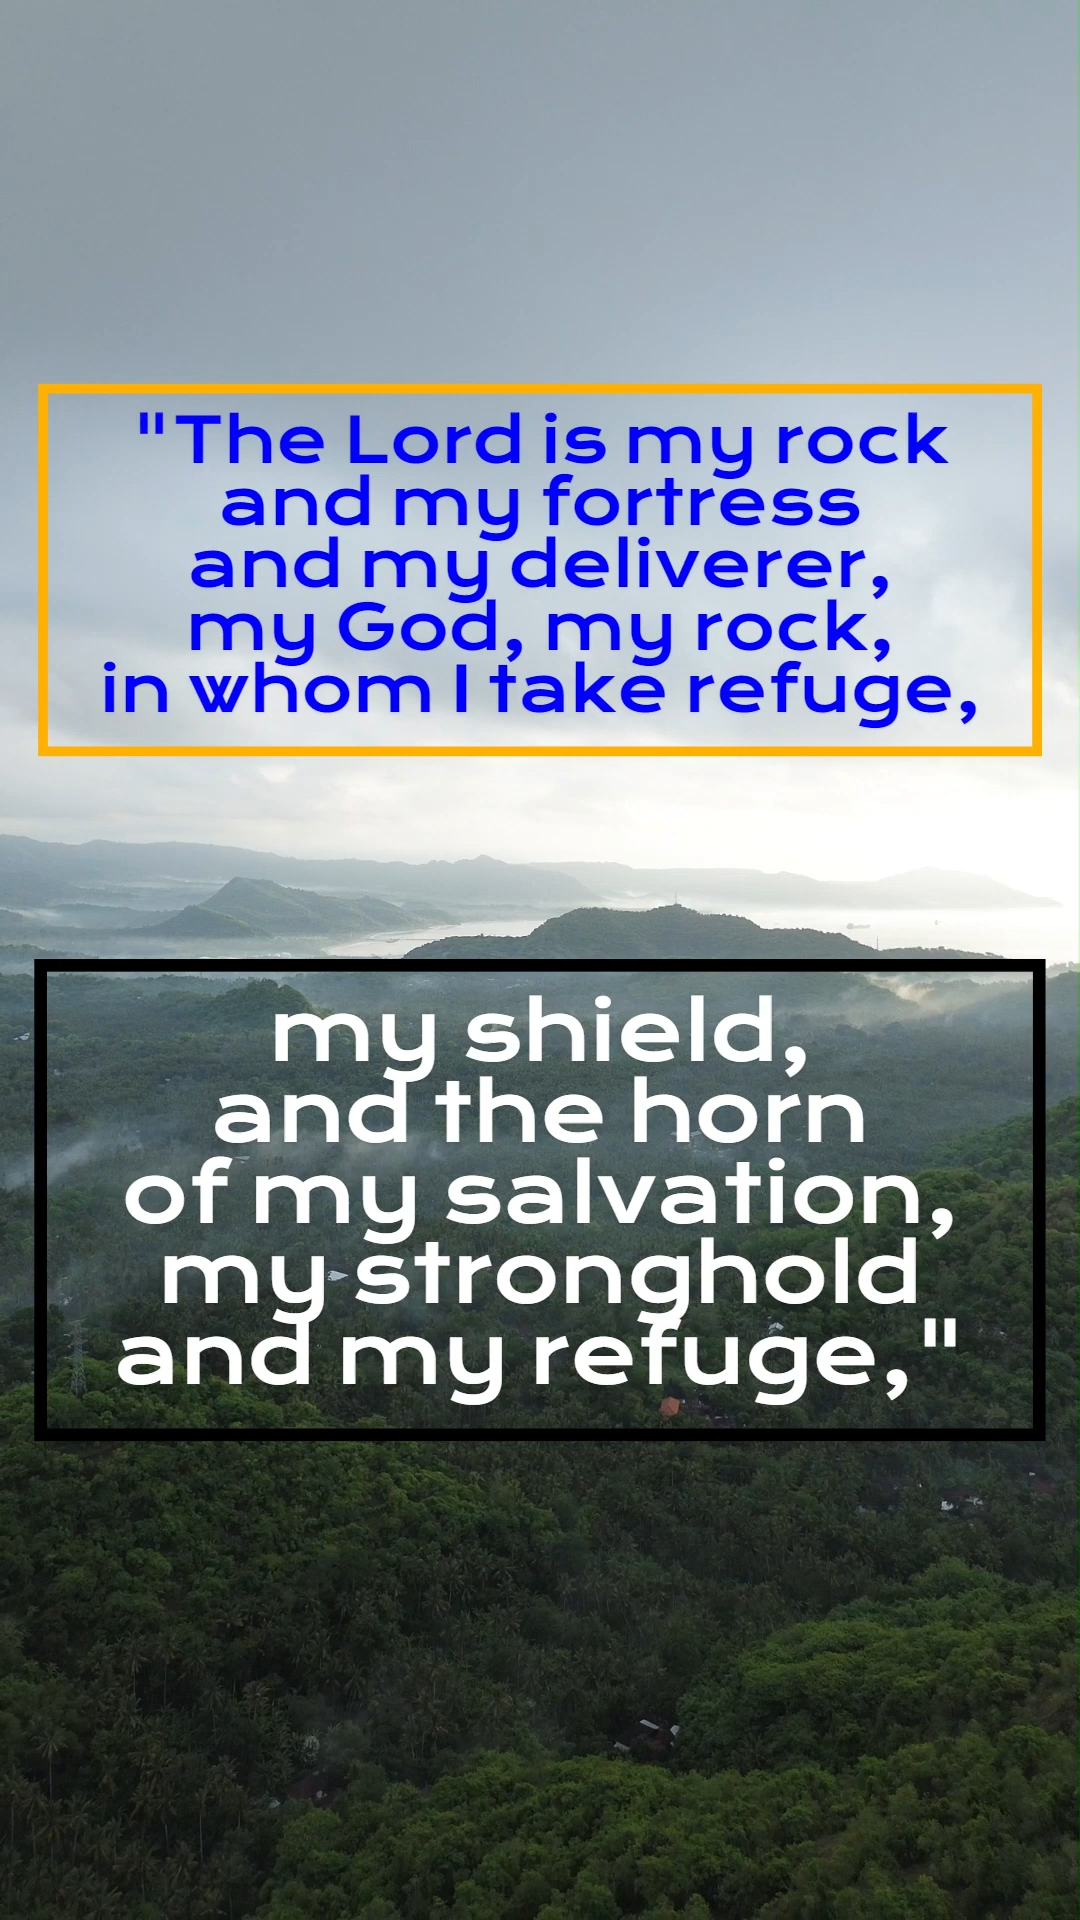 "The Lord is my rock
and my fortress
and my deliverer,
my God, my rock,
in whom I take refuge,
my shield,
and the horn
of my salvation,
my stronghold
and my refuge,"